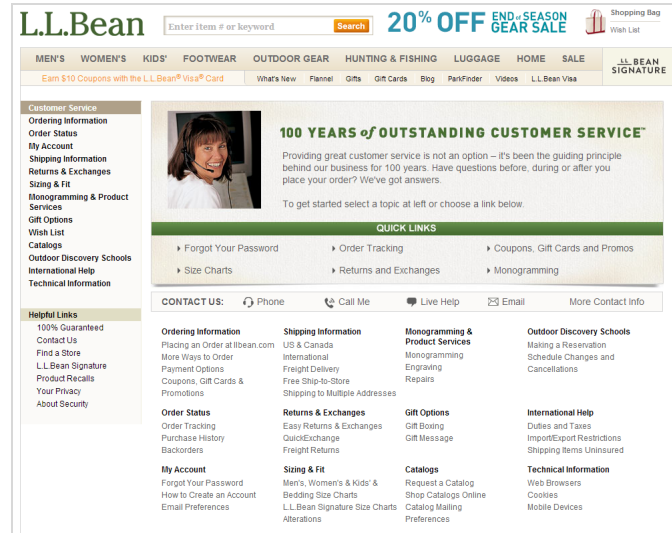 L.L.Bean
Enter item # or keyword
Search
20% OFF END of SEASON GEAR SALE
Shopping Bag
Wish List
MEN'S WOMEN'S KIDS' FOOTWEAR OUTDOOR GEAR HUNTING & FISHING LUGGAGE HOME SALE
L.L.BEAN
SIGNATURE
Earn $10 Coupons with the L.L.Bean® Visa® Card What's New Flannel Gifts Gift Cards Blog ParkFinder Videos L.L.Bean Visa
Customer Service
Ordering Information
Order Status
My Account
Shipping Information
Returns & Exchanges
Sizing & Fit
Monogramming & Product
Services
Gift Options
Wish List
Catalogs
Outdoor Discovery Schools
International Help
Technical Information
Helpful Links
100% Guaranteed
Contact Us
Find a Store
L.L.Bean Signature
Product Recalls
Your Privacy
About Security
100 YEARS of OUTSTANDING CUSTOMER SERVICE™
Providing great customer service is not an option – it's been the guiding principle
behind our business for 100 years. Have questions before, during or after you
place your order? We've got answers.
To get started select a topic at left or choose a link below.
QUICK LINKS
Forgot Your Password Order Tracking Coupons, Gift Cards and Promos
Size Charts Returns and Exchanges Monogramming
CONTACT US: Phone Call Me Live Help Email More Contact Info
Ordering Information
Placing an Order at llbean.com
More Ways to Order
Payment Options
Coupons, Gift Cards &
Promotions
Shipping Information
US & Canada
International
Freight Delivery
Free Ship-to-Store
Shipping to Multiple Addresses
Monogramming &
Product Services
Monogramming
Engraving
Repairs
Outdoor Discovery Schools
Making a Reservation
Schedule Changes and
Cancellations
Order Status
Order Tracking
Purchase History
Backorders
Returns & Exchanges
Easy Returns & Exchanges
QuickExchange
Freight Returns
Gift Options
Gift Boxing
Gift Message
International Help
Duties and Taxes
Import/Export Restrictions
Shipping Items Uninsured
My Account
Forgot Your Password
How to Create an Account
Email Preferences
Sizing & Fit
Men's, Women's & Kids' &
Bedding Size Charts
L.L.Bean Signature Size Charts
Alterations
Catalogs
Request a Catalog
Shop Catalogs Online
Catalog Mailing
Preferences
Technical Information
Web Browsers
Cookies
Mobile Devices